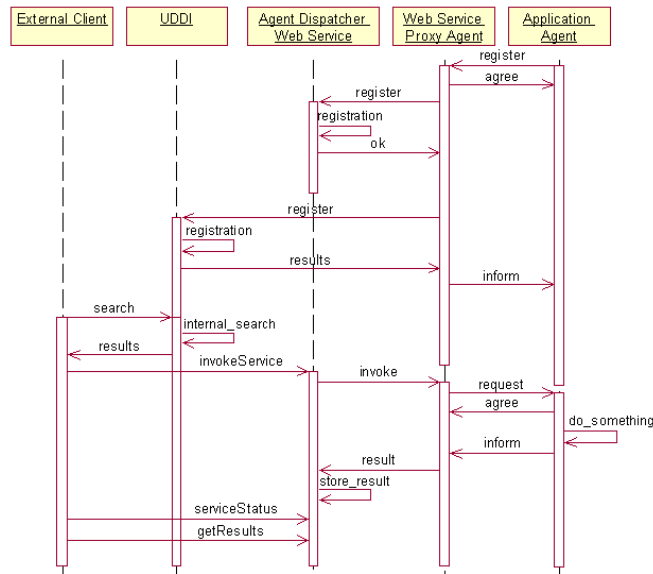 External Client
UDDI
Agent Dispatcher
Web Service
Web Service
Proxy Agent
Application
Agent
register
agree
register
registration
ok
register
registration
results
inform
search
internal_search
results
invokeService
invoke
request
agree
do_something
inform
result
store_result
serviceStatus
getResults